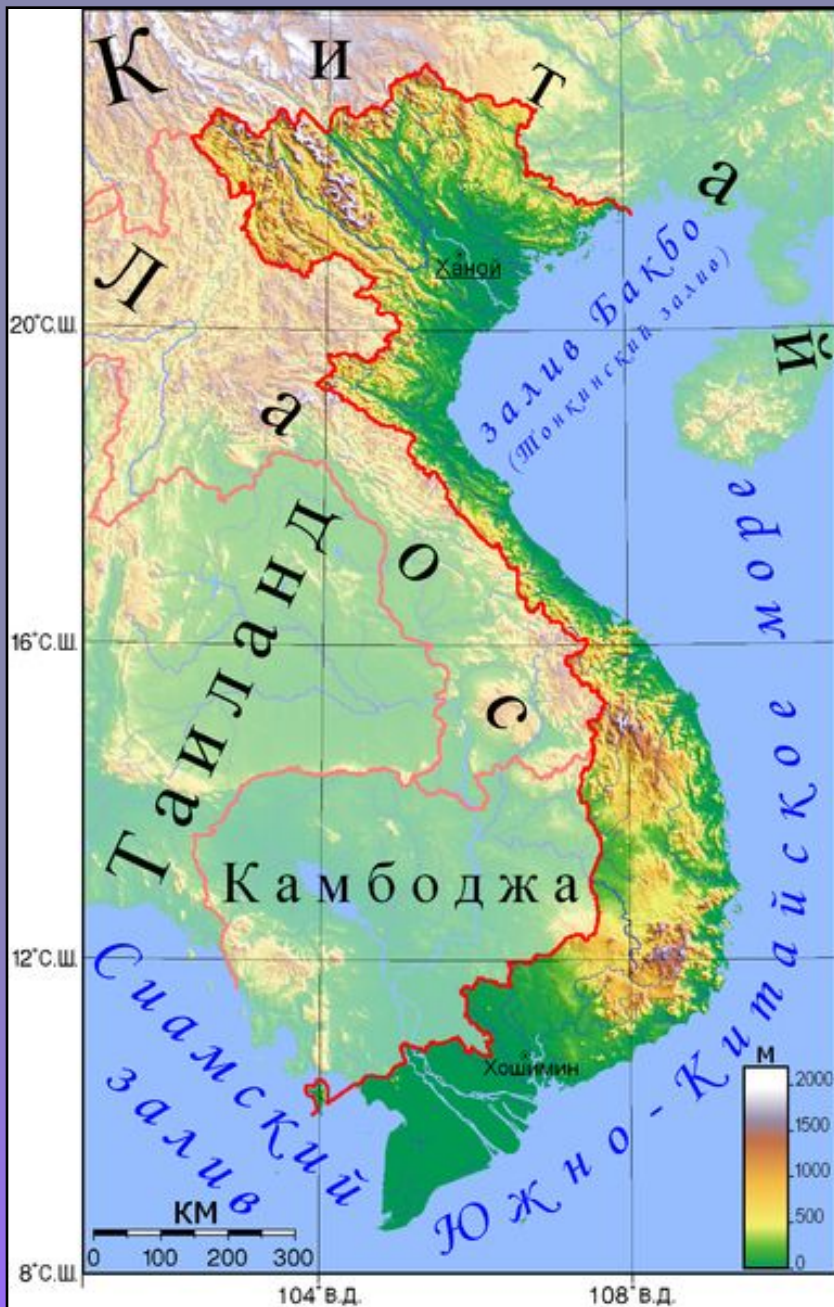 Китай
Ханой
Лаос
залив Бакбо
(Тонкинский залив)
20°С.Ш.
Таиланд
16°С.Ш.
Камбоджа
12°С.Ш.
Сиамский
залив
Хошимин
Южно-Китайское море
м
2000
1500
1000
500
0
КМ
0 100 200 300
8°С.Ш.
104°В.Д. 108°В.Д.